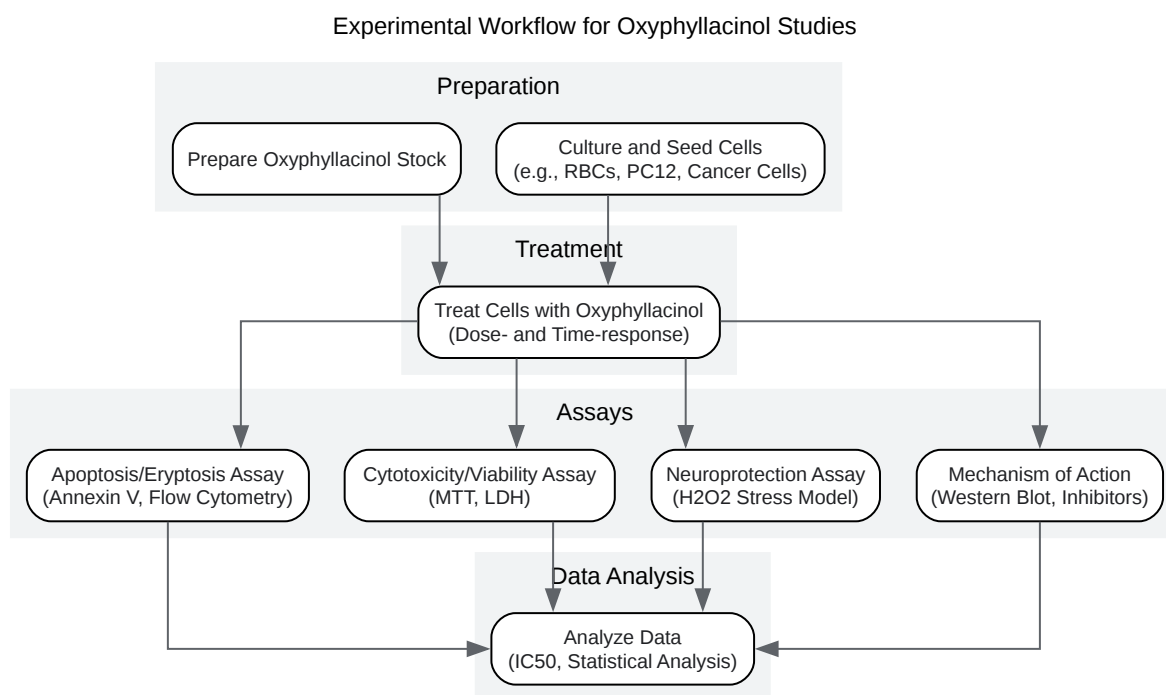 Experimental Workflow for Oxyphyllacinol Studies
Preparation
Prepare Oxyphyllacinol Stock
Culture and Seed Cells
(e.g., RBCs, PC12, Cancer Cells)
Treatment
Treat Cells with Oxyphyllacinol
(Dose- and Time-response)
Assays
Apoptosis/Eryptosis Assay
(Annexin V, Flow Cytometry)
Cytotoxicity/Viability Assay
(MTT, LDH)
Neuroprotection Assay
(H2O2 Stress Model)
Mechanism of Action
(Western Blot, Inhibitors)
Data Analysis
Analyze Data
(IC50, Statistical Analysis)